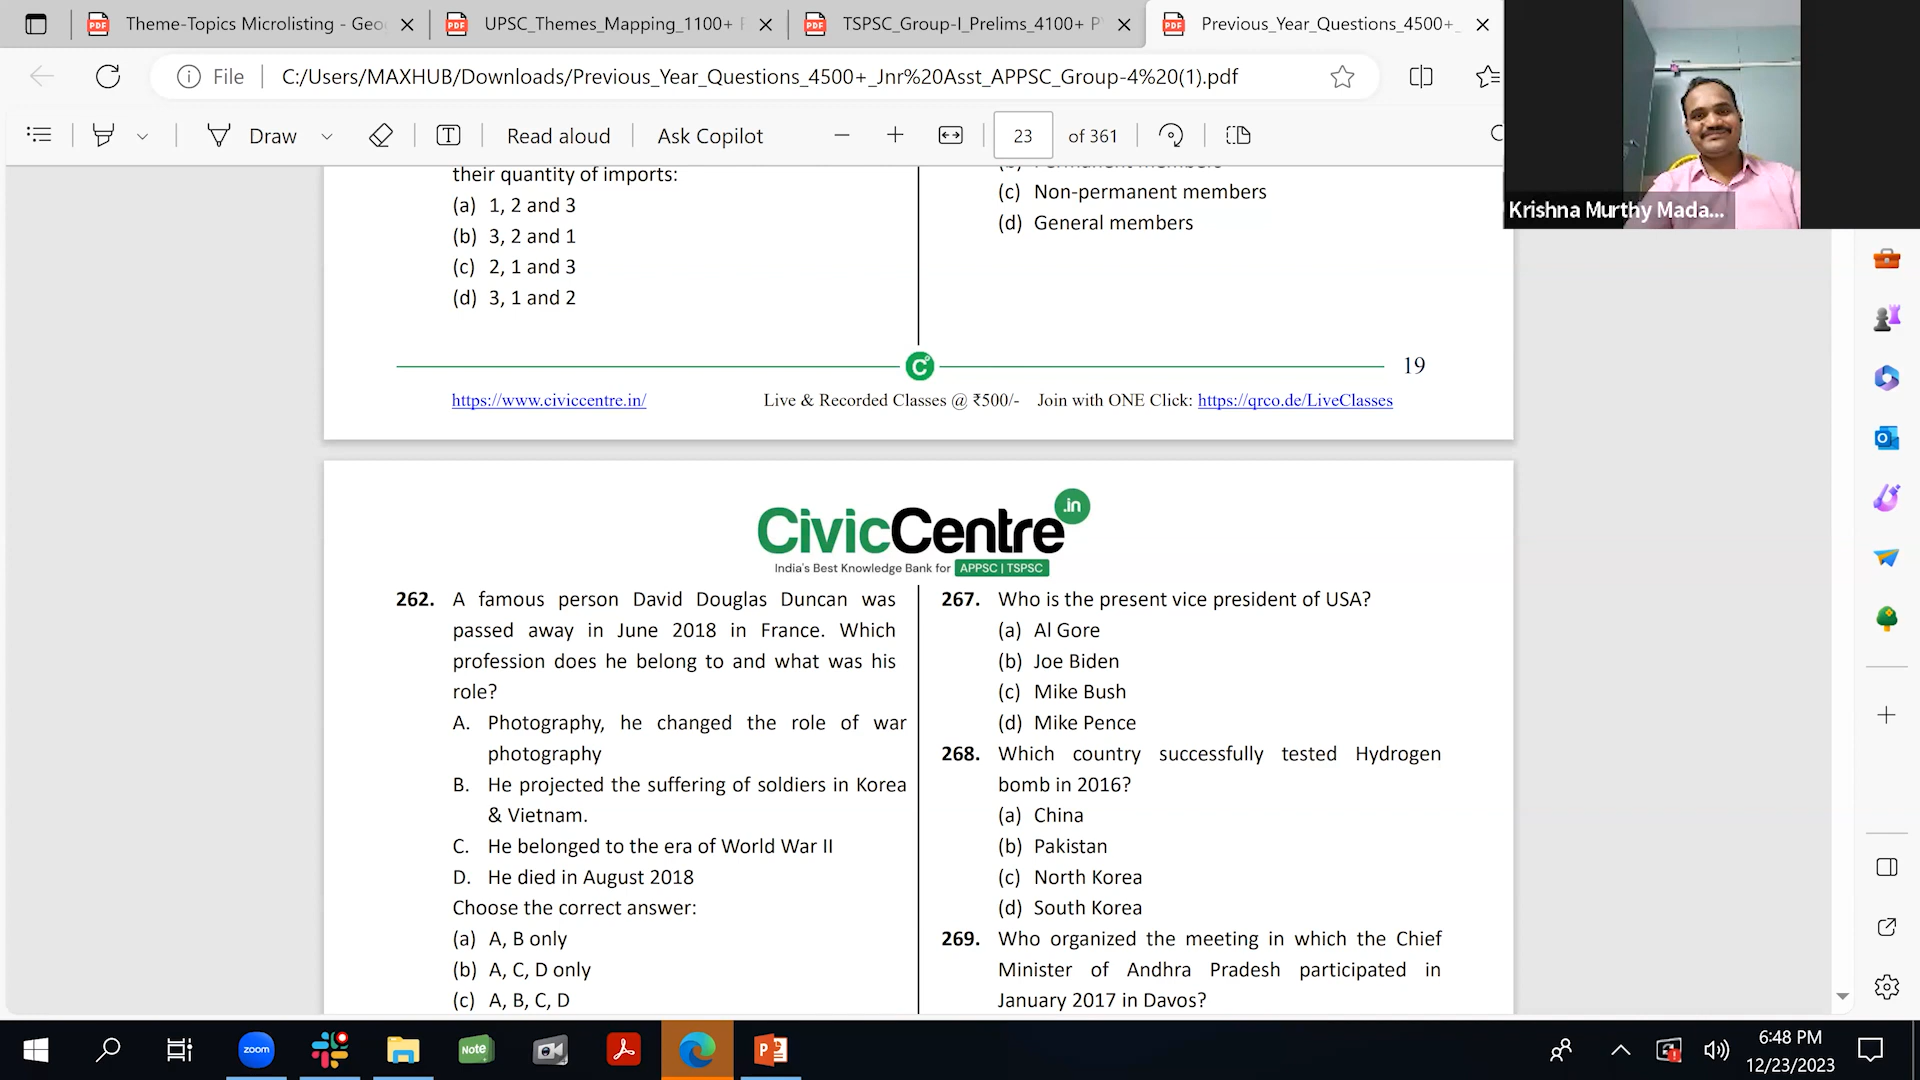 Theme-Topics Microlisting - Geo
UPSC_Themes_Mapping_1100+ P
TSPSC_Group-I_Prelims_4100+ P
Previous_Year_Questions_4500+_
File
C:/Users/MAXHUB/Downloads/Previous_Year_Questions_4500+_Jnr%20Asst_APPSC_Group-4%20(1).pdf
Draw
Read aloud
Ask Copilot
23
of 361
Krishna Murthy Mada...
their quantity of imports:
(a) 1, 2 and 3
(b) 3, 2 and 1
(c) 2, 1 and 3
(d) 3, 1 and 2
(b) Permanent members
(c) Non-permanent members
(d) General members
19
https://www.civiccentre.in/
Live & Recorded Classes @ ₹500/- Join with ONE Click: https://qrco.de/LiveClasses
CivicCentre.in
India's Best Knowledge Bank for APPSC | TSPSC
262. A famous person David Douglas Duncan was
passed away in June 2018 in France. Which
profession does he belong to and what was his
role?
A. Photography, he changed the role of war
photography
B. He projected the suffering of soldiers in Korea
& Vietnam.
C. He belonged to the era of World War II
D. He died in August 2018
Choose the correct answer:
(a) A, B only
(b) A, C, D only
(c) A, B, C, D
267. Who is the present vice president of USA?
(a) Al Gore
(b) Joe Biden
(c) Mike Bush
(d) Mike Pence
268. Which country successfully tested Hydrogen
bomb in 2016?
(a) China
(b) Pakistan
(c) North Korea
(d) South Korea
269. Who organized the meeting in which the Chief
Minister of Andhra Pradesh participated in
January 2017 in Davos?
zoom
Note
6:48 PM
12/23/2023